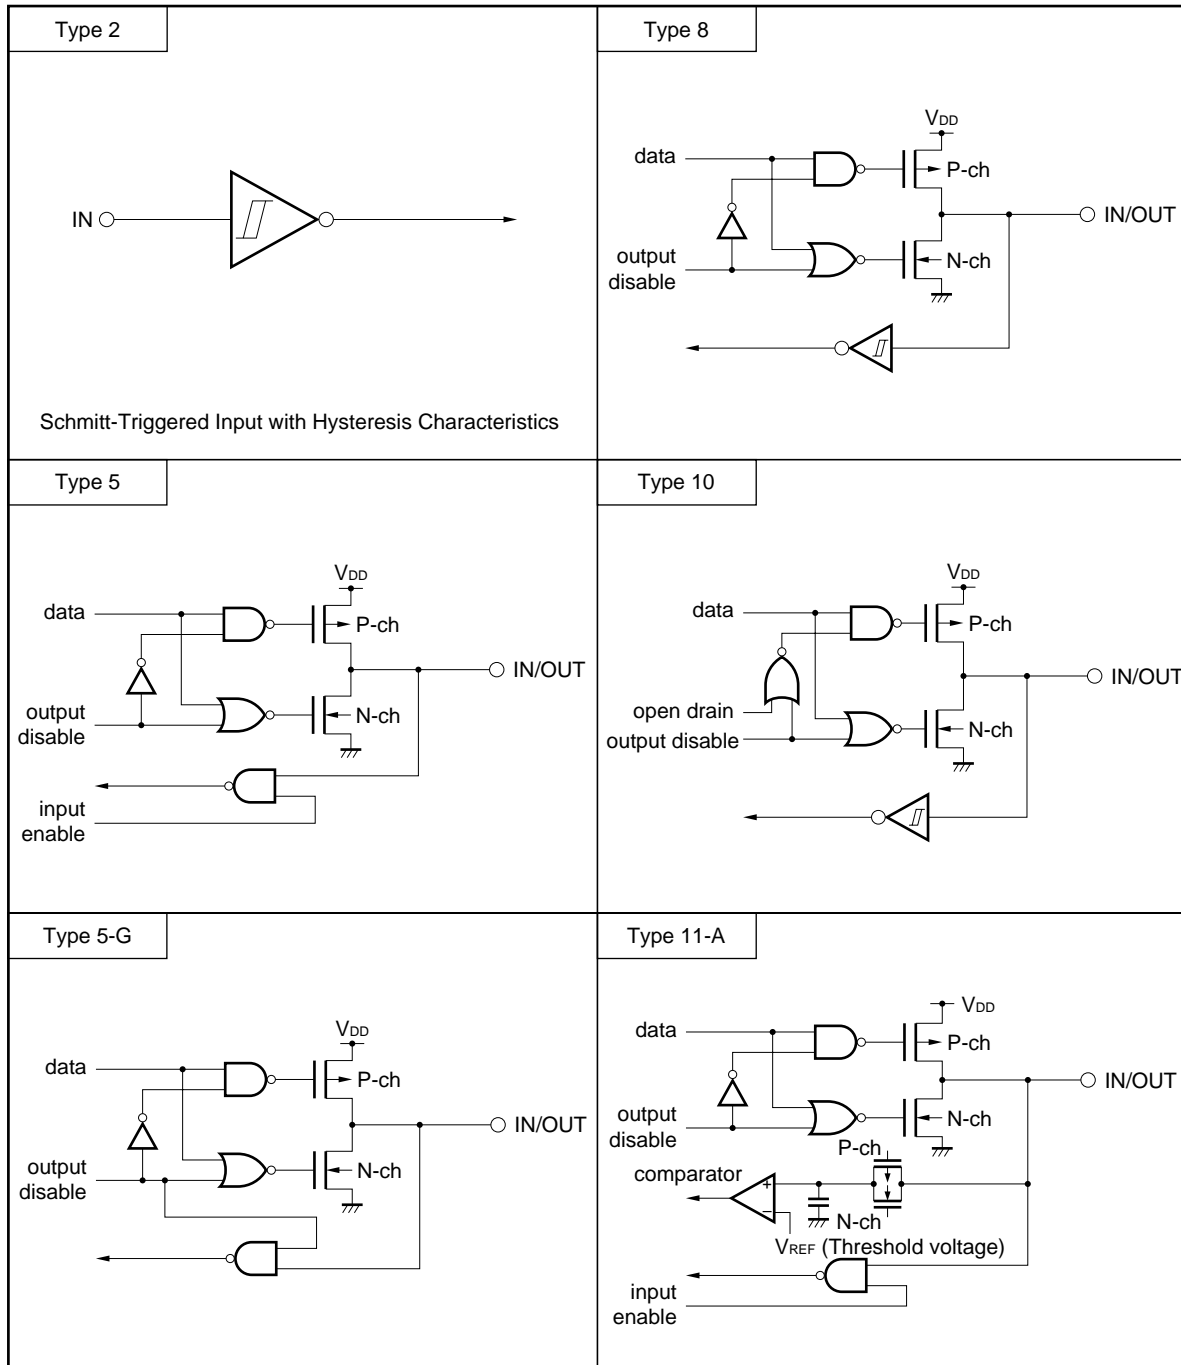 Type 2
IN
Schmitt-Triggered Input with Hysteresis Characteristics
Type 8
VDD
data
P-ch
IN/OUT
output
disable
N-ch
Type 5
VDD
data
P-ch
IN/OUT
output
disable
N-ch
input
enable
Type 10
VDD
data
P-ch
IN/OUT
open drain
output disable
N-ch
Type 5-G
VDD
data
P-ch
IN/OUT
output
disable
N-ch
Type 11-A
VDD
data
P-ch
IN/OUT
output
disable
N-ch
P-ch
comparator
+
−
N-ch
VREF (Threshold voltage)
input
enable